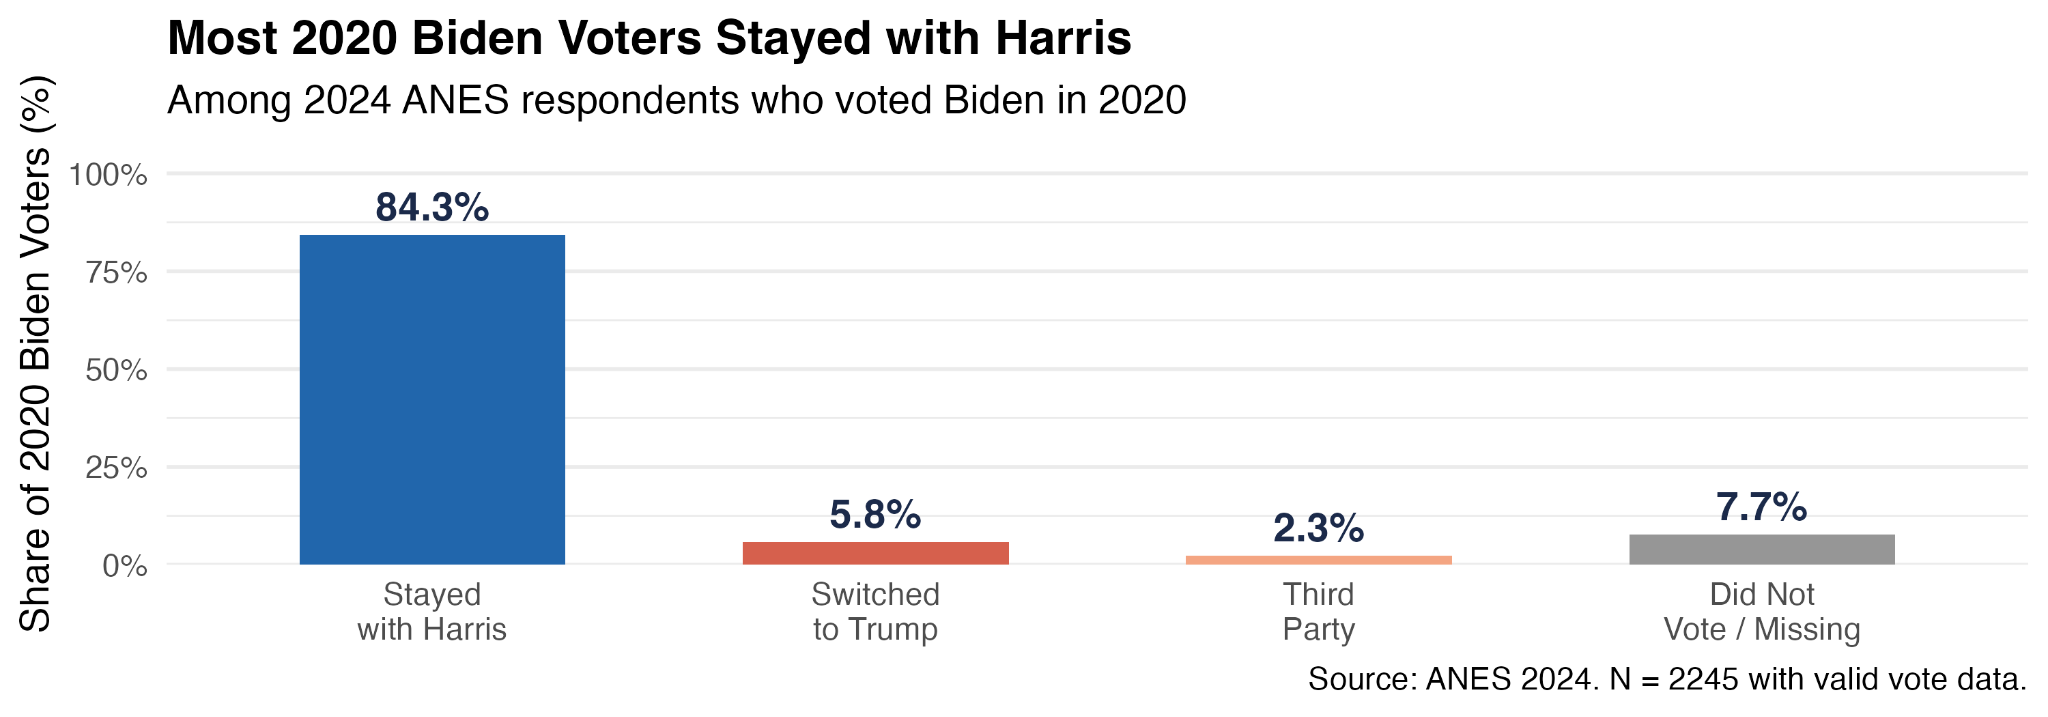 Most 2020 Biden Voters Stayed with Harris
Among 2024 ANES respondents who voted Biden in 2020
Share of 2020 Biden Voters (%)
100%
75%
50%
25%
0%
84.3%
5.8%
2.3%
7.7%
Stayed
with Harris
Switched
to Trump
Third
Party
Did Not
Vote / Missing
Source: ANES 2024. N = 2245 with valid vote data.